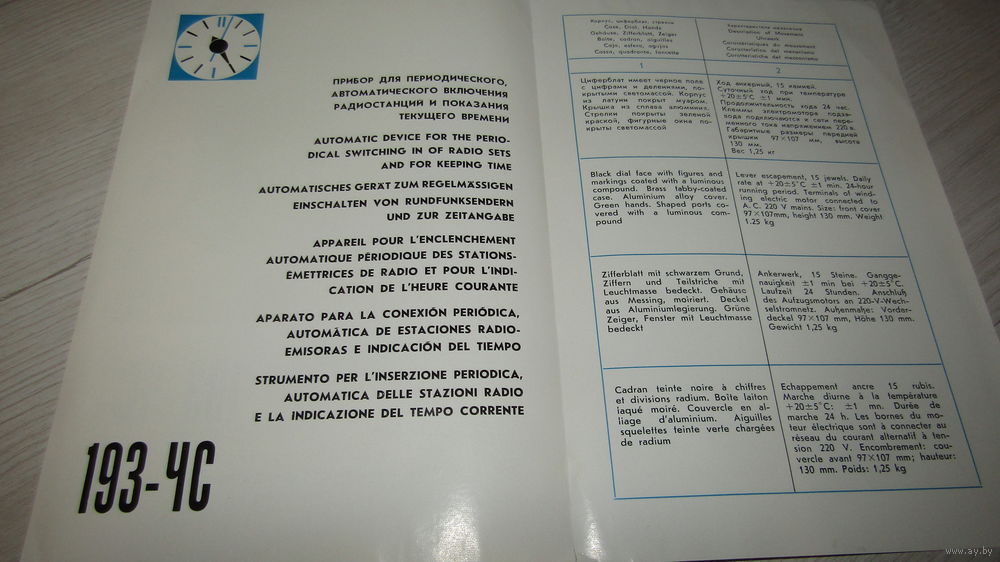 ПРИБОР ДЛЯ ПЕРИОДИЧЕСКОГО,
АВТОМАТИЧЕСКОГО ВКЛЮЧЕНИЯ
РАДИОСТАНЦИЙ И ПОКАЗАНИЯ
ТЕКУЩЕГО ВРЕМЕНИ
AUTOMATIC DEVICE FOR THE PERIO-
DICAL SWITCHING IN OF RADIO SETS
AND FOR KEEPING TIME
AUTOMATISCHES GERÄT ZUM REGELMÄSSIGEN
EINSCHALTEN VON RUNDFUNKSENDERN
UND ZUR ZEITANGABE
APPAREIL POUR L'ENCLENCHEMENT
AUTOMATIQUE PÉRIODIQUE DES STATIONS-
ÉMETTRICES DE RADIO ET POUR L'INDI-
CATION DE L'HEURE COURANTE
APARATO PARA LA CONEXIÓN PERIÓDICA,
AUTOMÁTICA DE ESTACIONES RADIO-
EMISORAS E INDICACIÓN DEL TIEMPO
STRUMENTO PER L'INSERZIONE PERIODICA,
AUTOMATICA DELLE STAZIONI RADIO
E LA INDICAZIONE DEL TEMPO CORRENTE
193-ЧС
Корпус, циферблат, стрелки
Case, Dial, Hands
Gehäuse, Zifferblatt, Zeiger
Boîte, cadran, aiguilles
Caja, esfera, agujas
Cassa, quadrante, lancette
Характеристика механизма
Description of Movement
Uhrwerk
Caractéristiques du mouvement
Característica del mecanismo
Caratteristiche del meccanismo
1
2
Циферблат имеет черное поле
с цифрами и делениями, по-
крытыми светомассой. Корпус
из латуни покрыт муаром.
Крышка из сплава алюминия.
Стрелки покрыты зеленой
краской, фигурные окна по-
крыты светомассой
Ход анкерный, 15 камней.
Суточный ход при температуре
+20±5°C ±1 мин.
Продолжительность хода 24 час.
Клеммы электромотора подза-
вода подключаются к сети пере-
менного тока напряжением 220 в.
Габаритные размеры передней
крышки 97×107 мм, высота
130 мм.
Вес 1,25 кг
Black dial face with figures and
markings coated with a luminous
compound. Brass tabby-coated
case. Aluminium alloy cover.
Green hands. Shaped ports co-
vered with a luminous com-
pound
Lever escapement, 15 jewels. Daily
rate at +20±5°C ±1 min. 24-hour
running period. Terminals of wind-
ing electric motor connected to
A. C. 220 V mains. Size: front cover
97×107mm, height 130 mm. Weight
1.25 kg
Zifferblatt mit schwarzem Grund,
Ziffern und Teilstriche mit
Leuchtmasse bedeckt. Gehäuse
aus Messing, moiriert. Deckel
aus Aluminiumlegierung. Grüne
Zeiger, Fenster mit Leuchtmasse
bedeckt
Ankerwerk, 15 Steine. Gangge-
nauigkeit ±1 min bei +20±5°C.
Laufzeit 24 Stunden. Anschluß
des Aufzugsmotors an 220-V-Wech-
selstromnetz. Außenmaße: Vorder-
deckel 97×107 mm, Höhe 130 mm.
Gewicht 1,25 kg
Cadran teinte noire à chiffres
et divisions radium. Boîte laiton
laqué moiré. Couvercle en al-
liage d'aluminium. Aiguilles
squelettes teinte verte chargées
de radium
Echappement ancre 15 rubis.
Marche diurne à la température
+20±5°C: ±1 mn. Durée de
marche 24 h. Les bornes du mo-
teur électrique sont à connecter au
réseau du courant alternatif à ten-
sion 220 V. Encombrement: cou-
vercle avant 97×107 mm; hauteur:
130 mm. Poids: 1,25 kg
www.ay.by